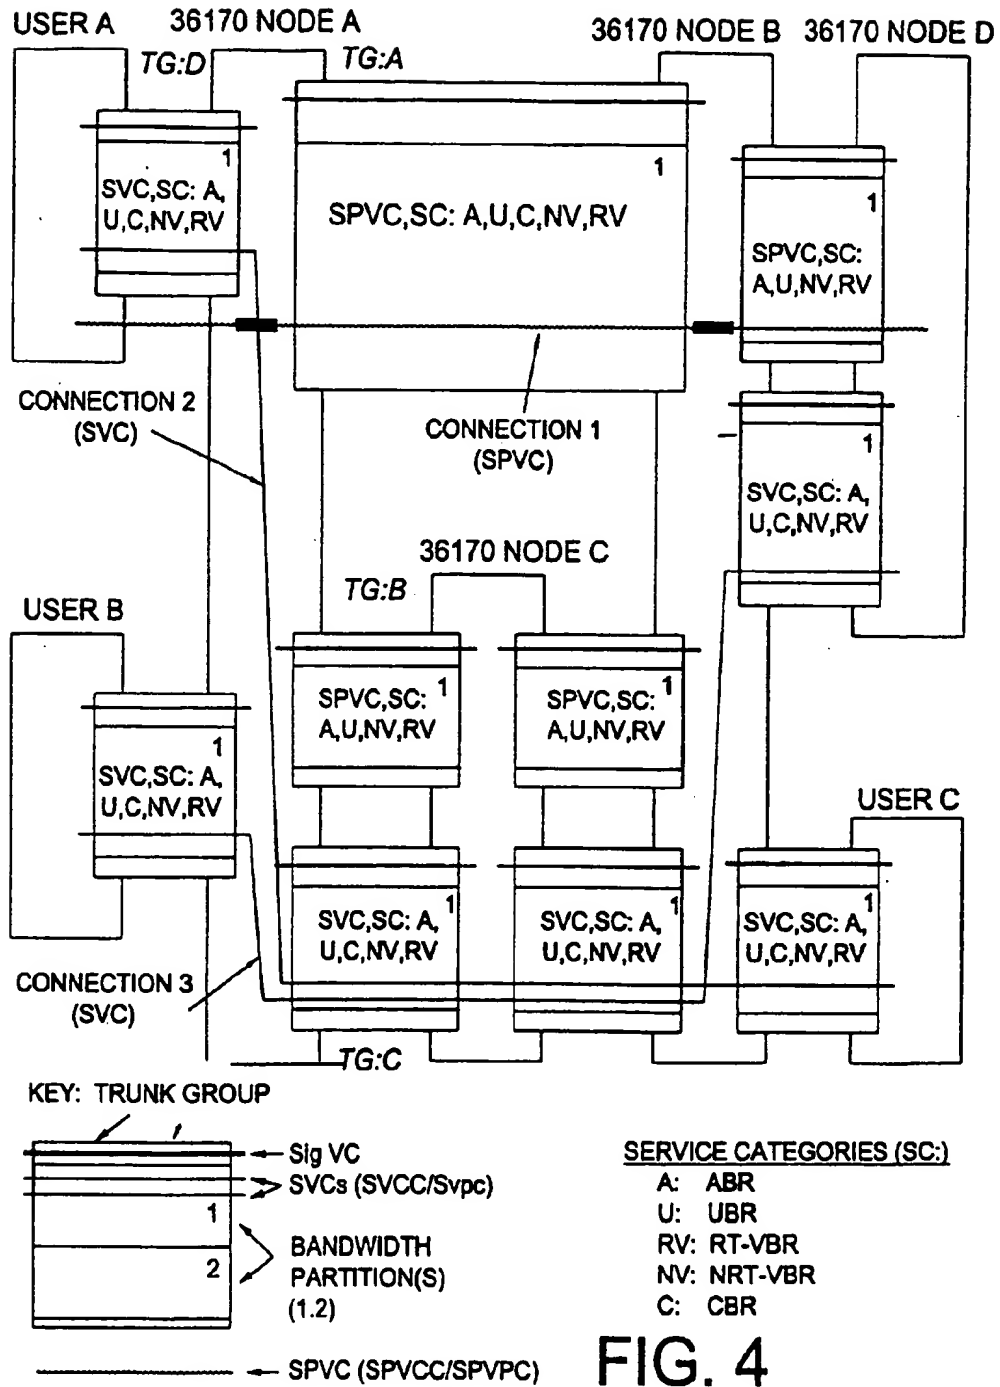 USER A
36170 NODE A
36170 NODE B
36170 NODE D
TG:D
TG:A
1
SVC,SC: A,
U,C,NV,RV
1
SPVC,SC: A,U,C,NV,RV
1
SPVC,SC:
A,U,NV,RV
CONNECTION 2
(SVC)
CONNECTION 1
(SPVC)
1
SVC,SC: A,
U,C,NV,RV
36170 NODE C
TG:B
USER B
1
SPVC,SC:
A,U,NV,RV
1
SPVC,SC:
A,U,NV,RV
1
SVC,SC: A,
U,C,NV,RV
USER C
1
SVC,SC: A,
U,C,NV,RV
1
SVC,SC: A,
U,C,NV,RV
1
SVC,SC: A,
U,C,NV,RV
CONNECTION 3
(SVC)
TG:C
KEY: TRUNK GROUP
Sig VC
SVCs (SVCC/Svpc)
1
2
BANDWIDTH
PARTITION(S)
(1.2)
SPVC (SPVCC/SPVPC)
SERVICE CATEGORIES (SC:)
A: ABR
U: UBR
RV: RT-VBR
NV: NRT-VBR
C: CBR
FIG. 4